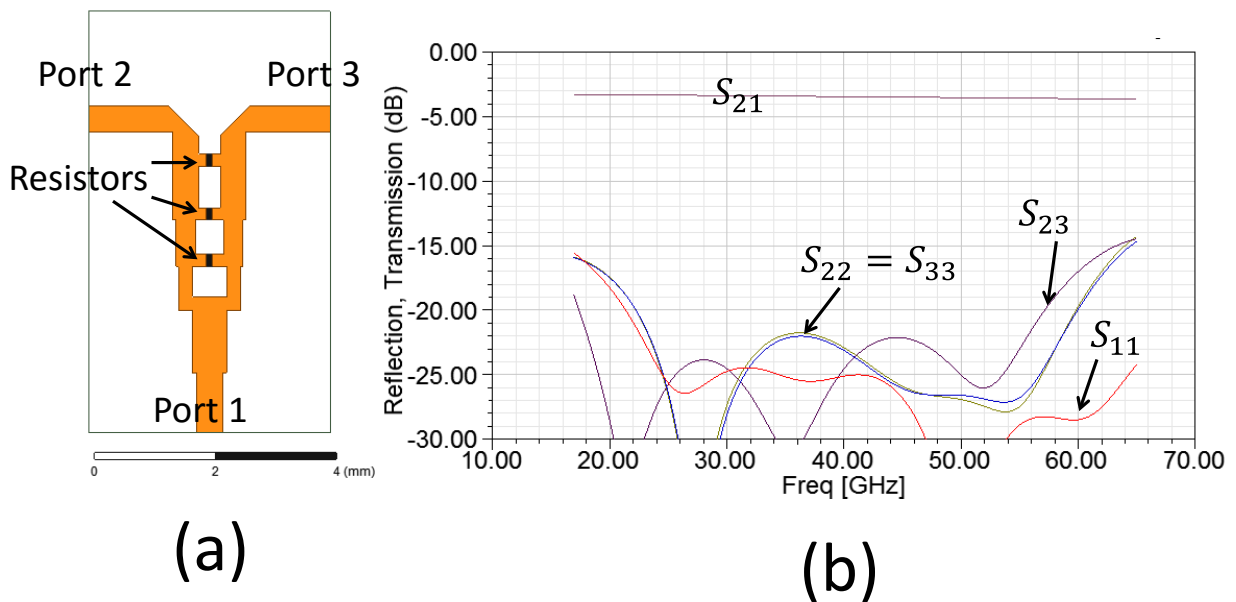 Port 2
Port 3
Resistors
Port 1
0
2
4 (mm)
(a)
Reflection, Transmission (dB)
0.00
-5.00
-10.00
-15.00
-20.00
-25.00
-30.00
S21
S23
S22 = S33
S11
10.00 20.00 30.00 40.00 50.00 60.00 70.00
Freq [GHz]
(b)